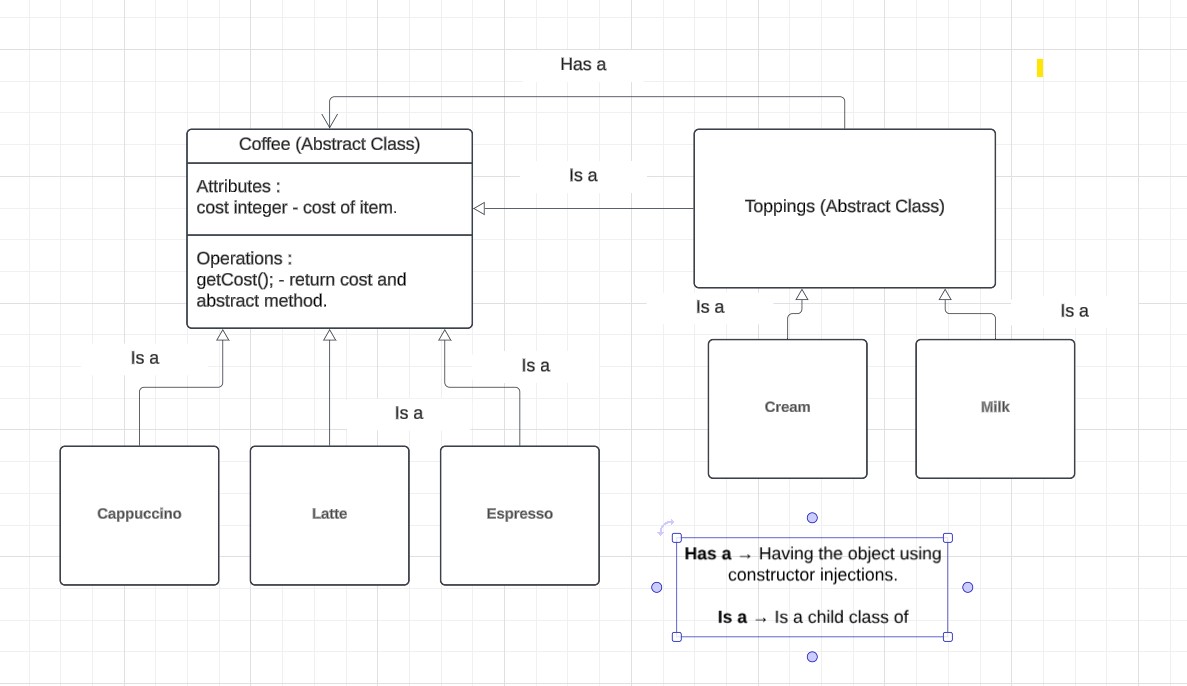 Has a
Coffee (Abstract Class)
Attributes :
cost integer - cost of item.
Operations :
getCost(); - return cost and
abstract method.
Is a
Toppings (Abstract Class)
Is a
Is a
Is a
Is a
Is a
Cappuccino
Latte
Espresso
Cream
Milk
Has a → Having the object using
constructor injections.
Is a → Is a child class of